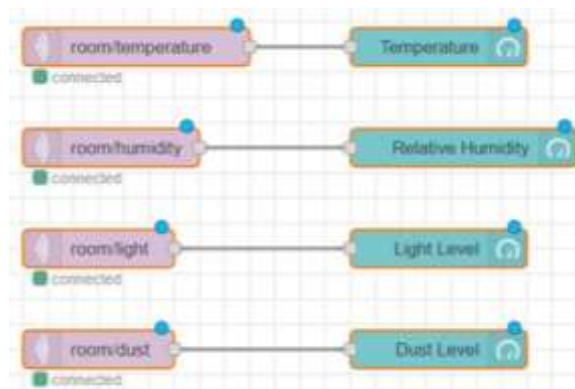 room/temperature Temperature
connected
room/humidity Relative Humidity
connected
room/light Light Level
connected
room/dust Dust Level
connected